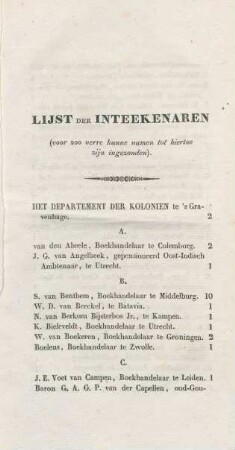 LIJST DER INTEEKENAREN
(voor zoo verre hunne namen tot hiertoe
zijn ingezonden).
HET DEPARTEMENT DER KOLONIEN te 's Gra-
venhage. 2
A.
van den Abeele, Boekhandelaar te Culemburg. 2
J. G. van Angelbeek, gepensioneerd Oost-Indisch
Ambtenaar, te Utrecht. 1
B.
S. van Benthem, Boekhandelaar te Middelburg. 10
W. D. van Berckel, te Batavia. 1
N. van Berkum Bijsterbos Jr., te Kampen. 1
K. Bieleveldt, Boekhandelaar te Utrecht. 1
W. van Boekeren, Boekhandelaar te Groningen. 2
Boelens, Boekhandelaar te Zwolle. 1
C.
J. E. Voet van Campen, Boekhandelaar te Leiden. 1
Baron G. A. G. P. van der Capellen, oud-Gou-